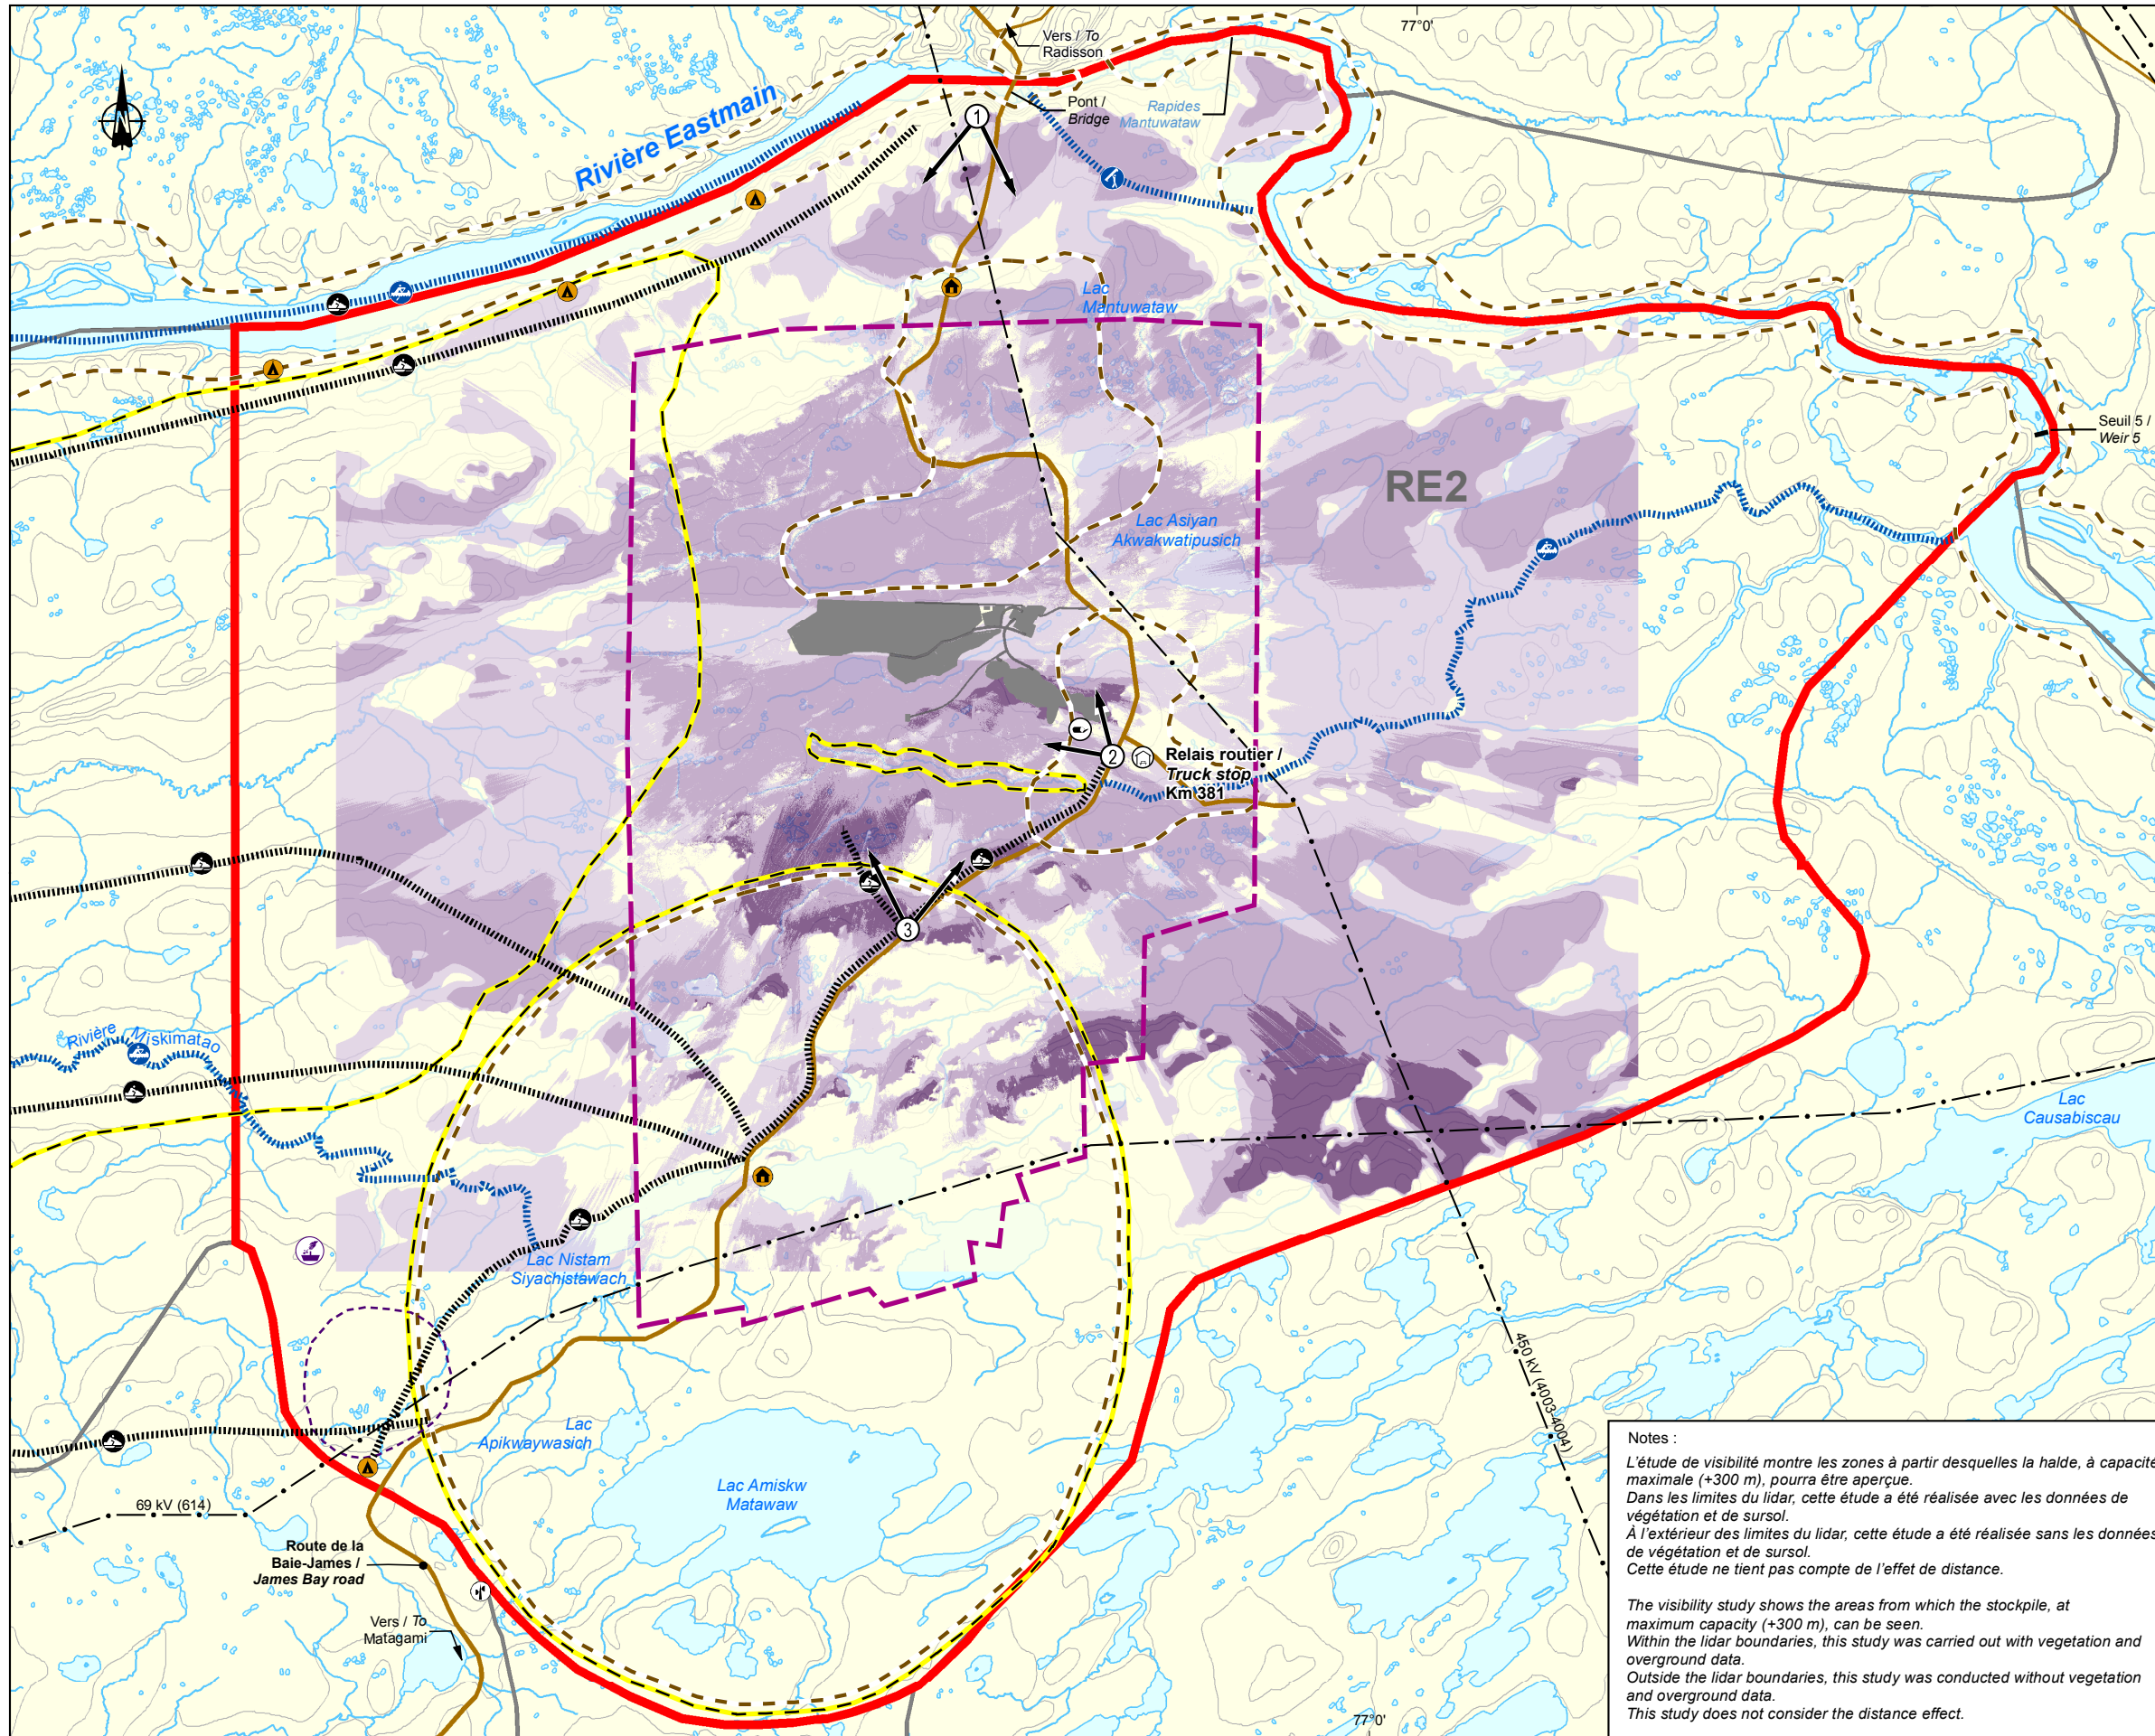 77°0'
Vers / To
Radisson
N
Pont /
Bridge
Rapides
Mantuwataw
1
Rivière Eastmain
Lac
Mantuwataw
Seuil 5 /
Weir 5
RE2
Lac Asiyan
Akwakwatipusich
2
Relais routier /
Truck stop
Km 381
3
Rivière Miskimatao
Lac
Causabiscau
Lac Nistam
Siyachistawach
450 kV (4003-4004)
Lac
Apikwaywasich
Lac Amiskw
Matawaw
69 kV (614)
Route de la
Baie-James /
James Bay road
Vers / To
Matagami
77°0'
Notes :
L'étude de visibilité montre les zones à partir desquelles la halde, à capacité
maximale (+300 m), pourra être aperçue.
Dans les limites du lidar, cette étude a été réalisée avec les données de
végétation et de sursol.
À l'extérieur des limites du lidar, cette étude a été réalisée sans les données
de végétation et de sursol.
Cette étude ne tient pas compte de l'effet de distance.
The visibility study shows the areas from which the stockpile, at
maximum capacity (+300 m), can be seen.
Within the lidar boundaries, this study was carried out with vegetation and
overground data.
Outside the lidar boundaries, this study was conducted without vegetation
and overground data.
This study does not consider the distance effect.